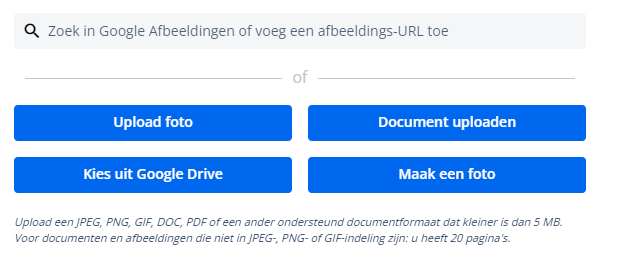 Zoek in Google Afbeeldingen of voeg een afbeeldings-URL toe
of
Upload foto
Document uploaden
Kies uit Google Drive
Maak een foto
Upload een JPEG, PNG, GIF, DOC, PDF of een ander ondersteund documentformaat dat kleiner is dan 5 MB.
Voor documenten en afbeeldingen die niet in JPEG-, PNG- of GIF-indeling zijn: u heeft 20 pagina's.